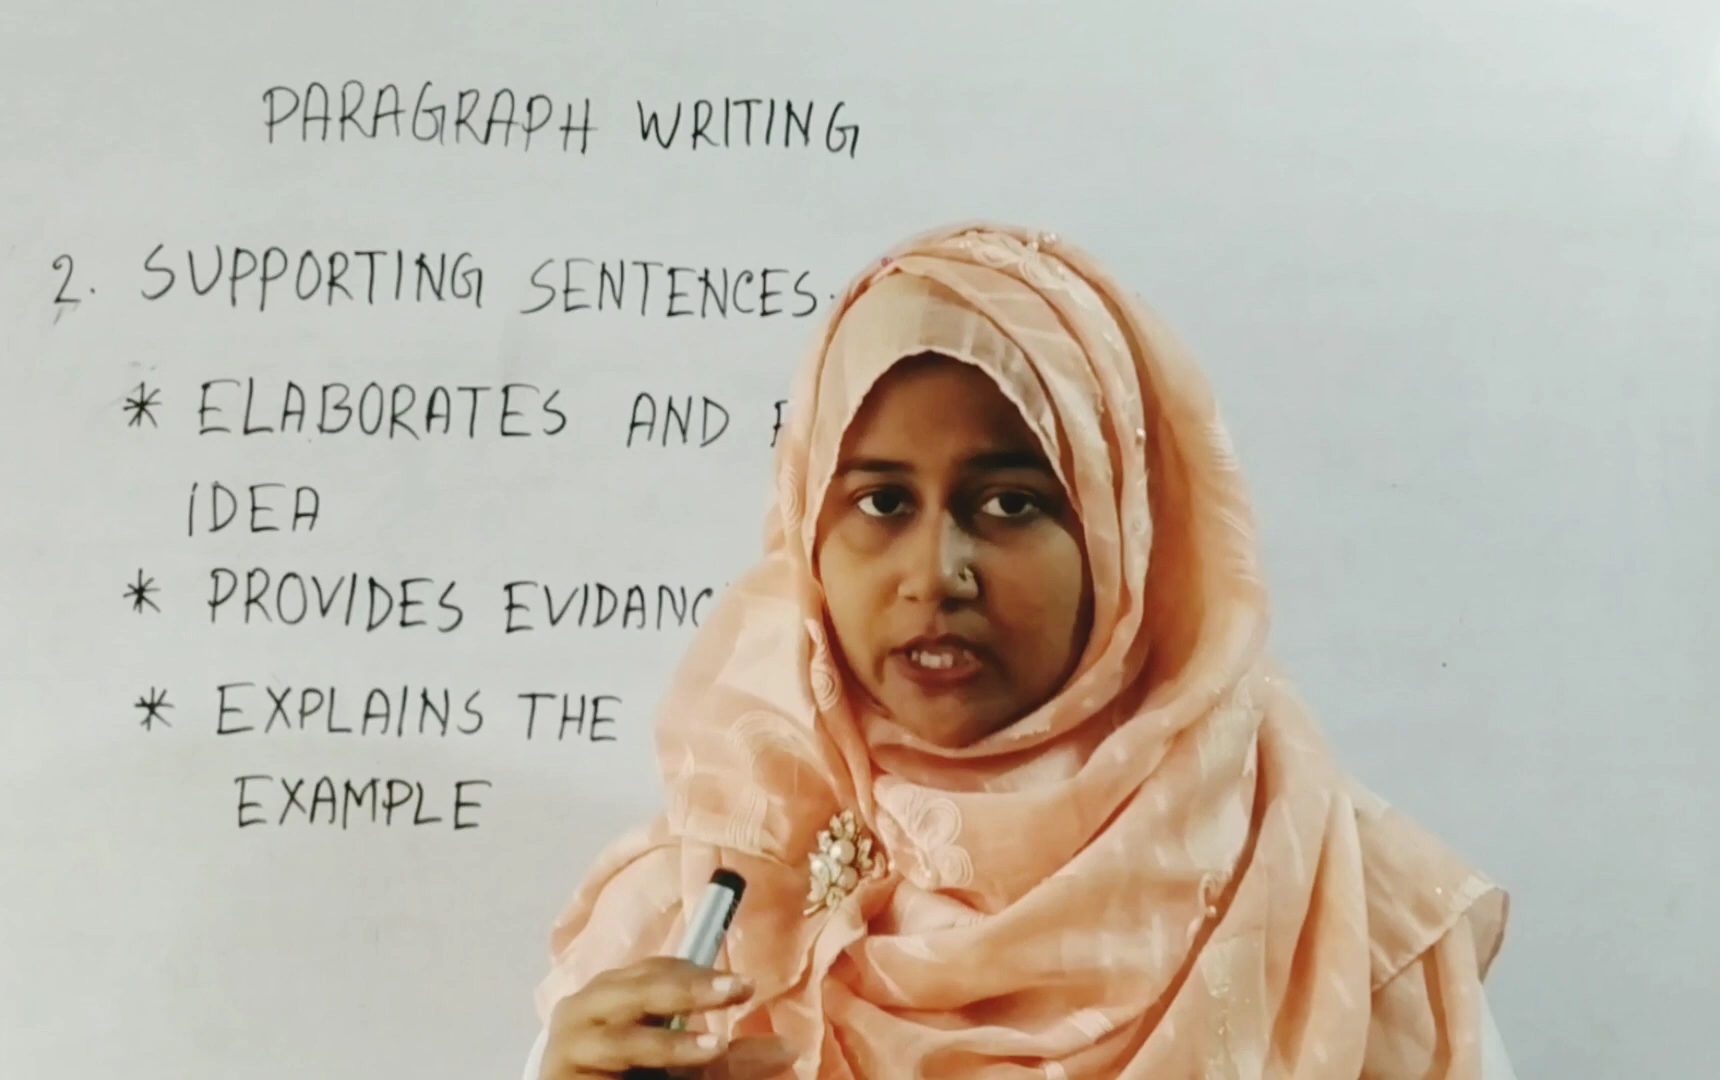 PARAGRAPH WRITING
2. SUPPORTING SENTENCES.
* ELABORATES AND
IDEA
* PROVIDES
* EXPLAINS THE
EXAMPLE